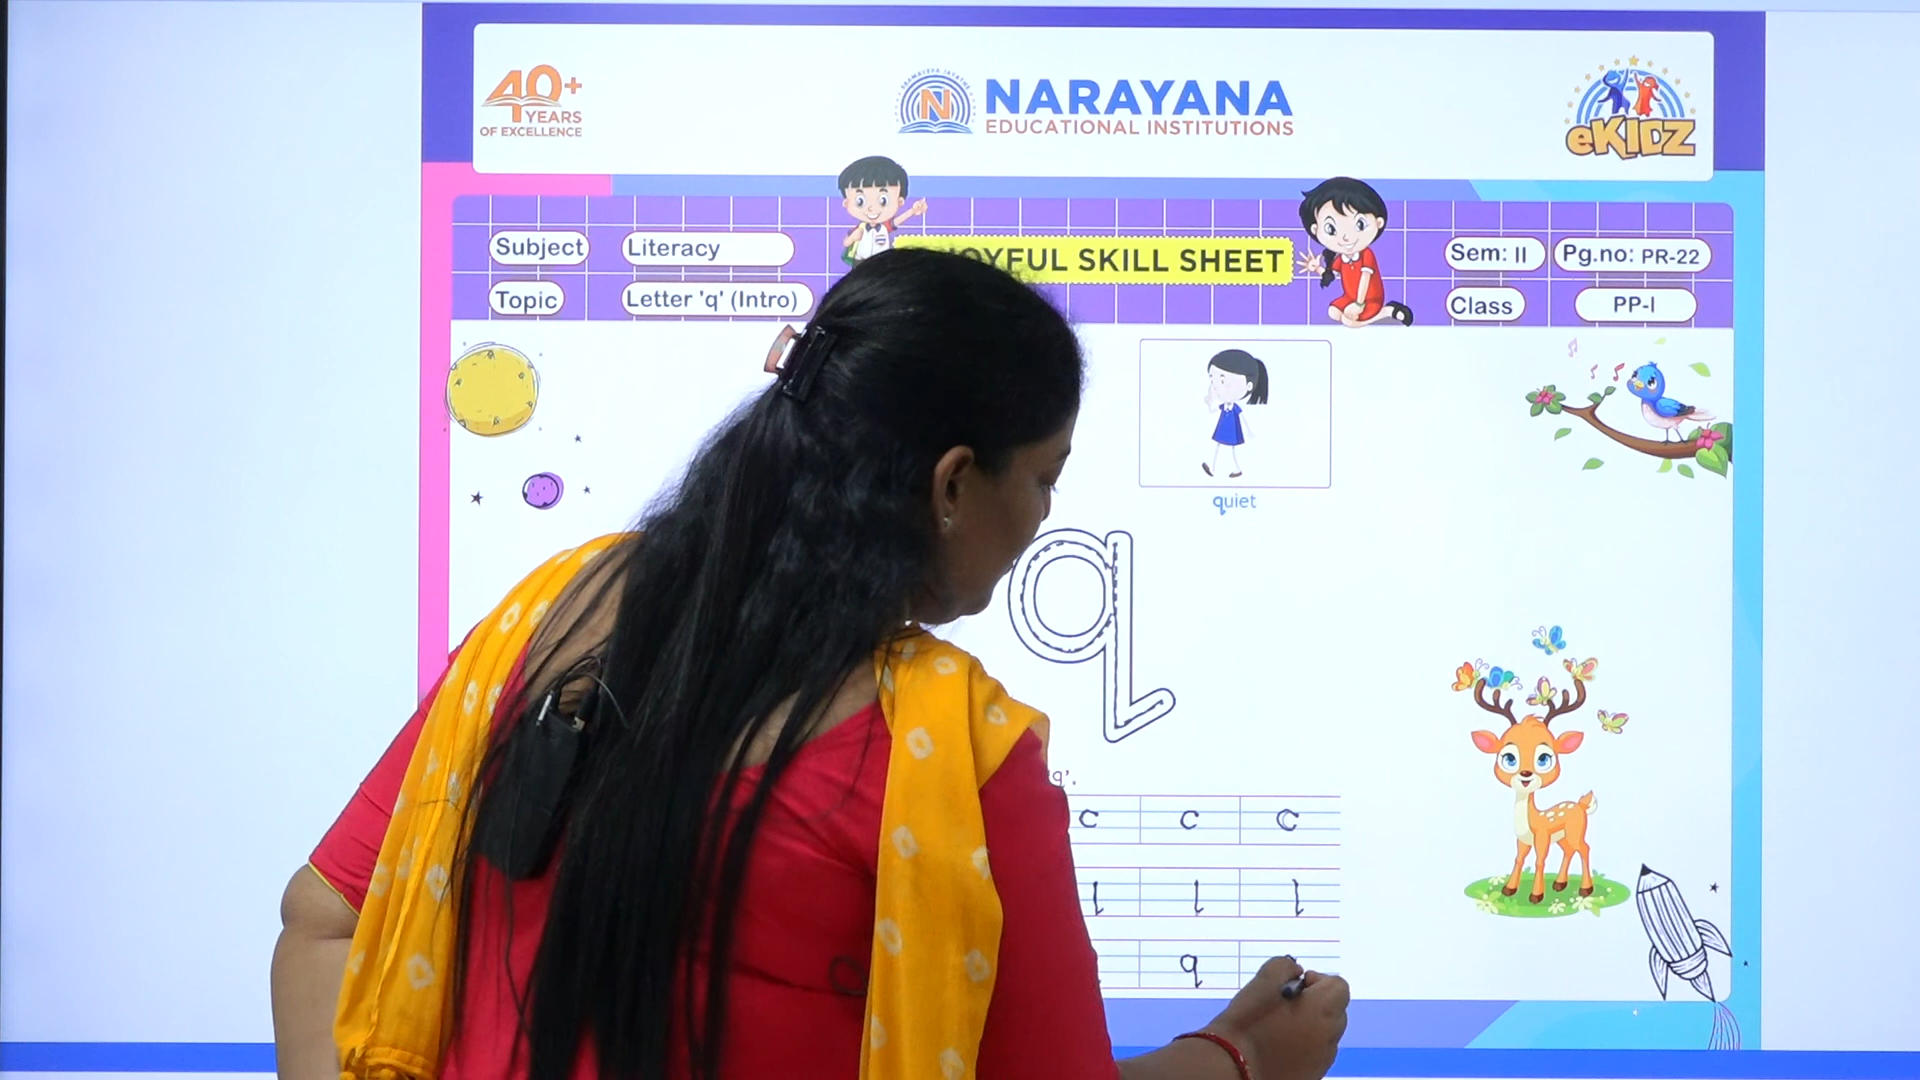 40+
YEARS
OF EXCELLENCE
NARAYANA
EDUCATIONAL INSTITUTIONS
eKIDZ
Subject
Literacy
OYFUL SKILL SHEET
Sem: II
Pg.no: PR-22
Topic
Letter 'q' (Intro)
Class
PP-I
quiet
q
'q'.
c c c
l l l
q